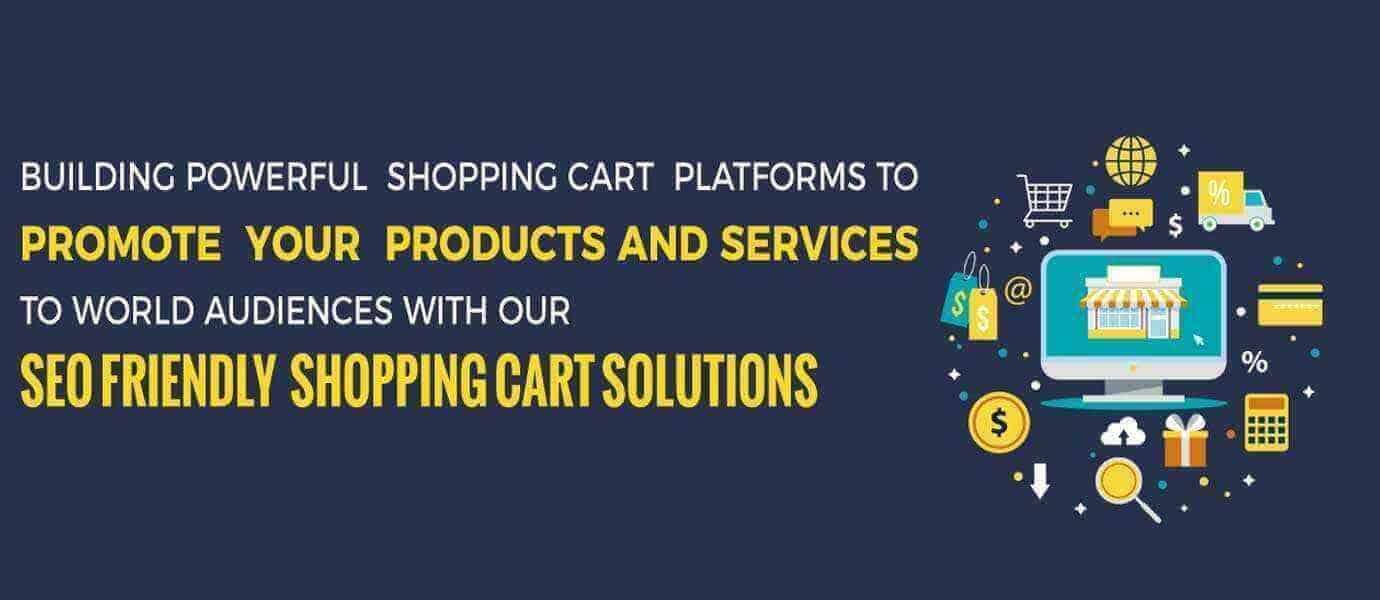 BUILDING POWERFUL SHOPPING CART PLATFORMS TO
PROMOTE YOUR PRODUCTS AND SERVICES
TO WORLD AUDIENCES WITH OUR
SEO FRIENDLY SHOPPING CART SOLUTIONS
%
$
@
$
$
%
$